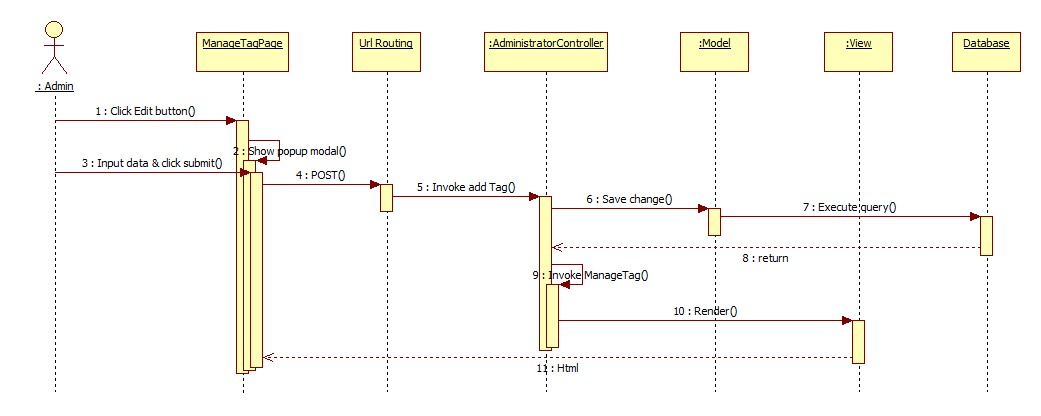 ManageTagPage
Url Routing
:AdministratorController
:Model
:View
Database
: Admin
1 : Click Edit button()
2 : Show popup modal()
3 : Input data & click submit()
4 : POST()
5 : Invoke add Tag()
6 : Save change()
7 : Execute query()
8 : return
9 : Invoke ManageTag()
10 : Render()
11 : Html